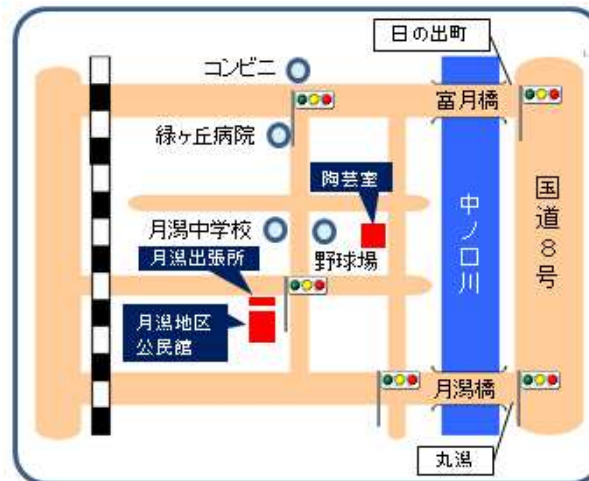 日の出町
コンビニ
富月橋
緑ヶ丘病院
陶芸室
国道8号
中ノ口川
月潟中学校
野球場
月潟出張所
月潟地区
公民館
月潟橋
丸潟